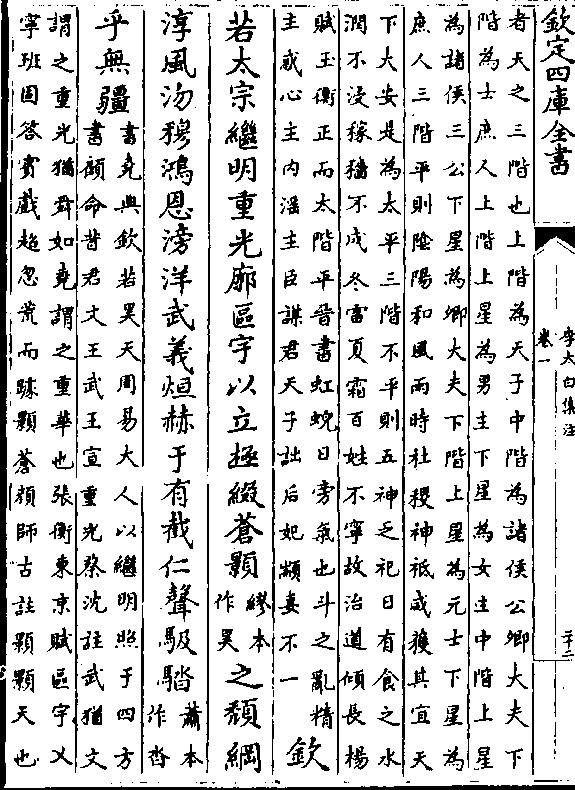 欽定四庫全書
李太白集注
卷一
二十二
者天之三階也上階為天子中階為諸侯公卿大夫下
階為士庶人上階上星為男主下星為女主中階上星
為諸侯三公下星為卿大夫下階上星為元士下星為
庶人三階平則陰陽和風雨時社稷神祇咸獲其宜天
下大安是為太平三階不平則五神乏祀日有食之水
潤不浸稼穡不成冬雷夏霜百姓不寧故治道傾長楊
賦玉衡正而太階平晉書虹蜺日旁氣也斗之亂精
主惑心主内淫主臣謀君天子詘后妃顓妻不一
欽
若太宗繼明重光廓區宇以立極綴蒼顥
繆本
作昊
之頽綱
淳風沕穆鴻恩滂洋武義烜赫于有截仁聲馺䠛
蕭本
作沓
乎無疆
書堯典欽若昊天周易大人以繼明照于四方
書顧命昔君文王武王宣重光蔡沈註武猶文
謂之重光猶舜如堯謂之重華也張衡東京賦區宇乂
寧班固答賓戲超忽荒而躆顥蒼顔師古註顥顥天也